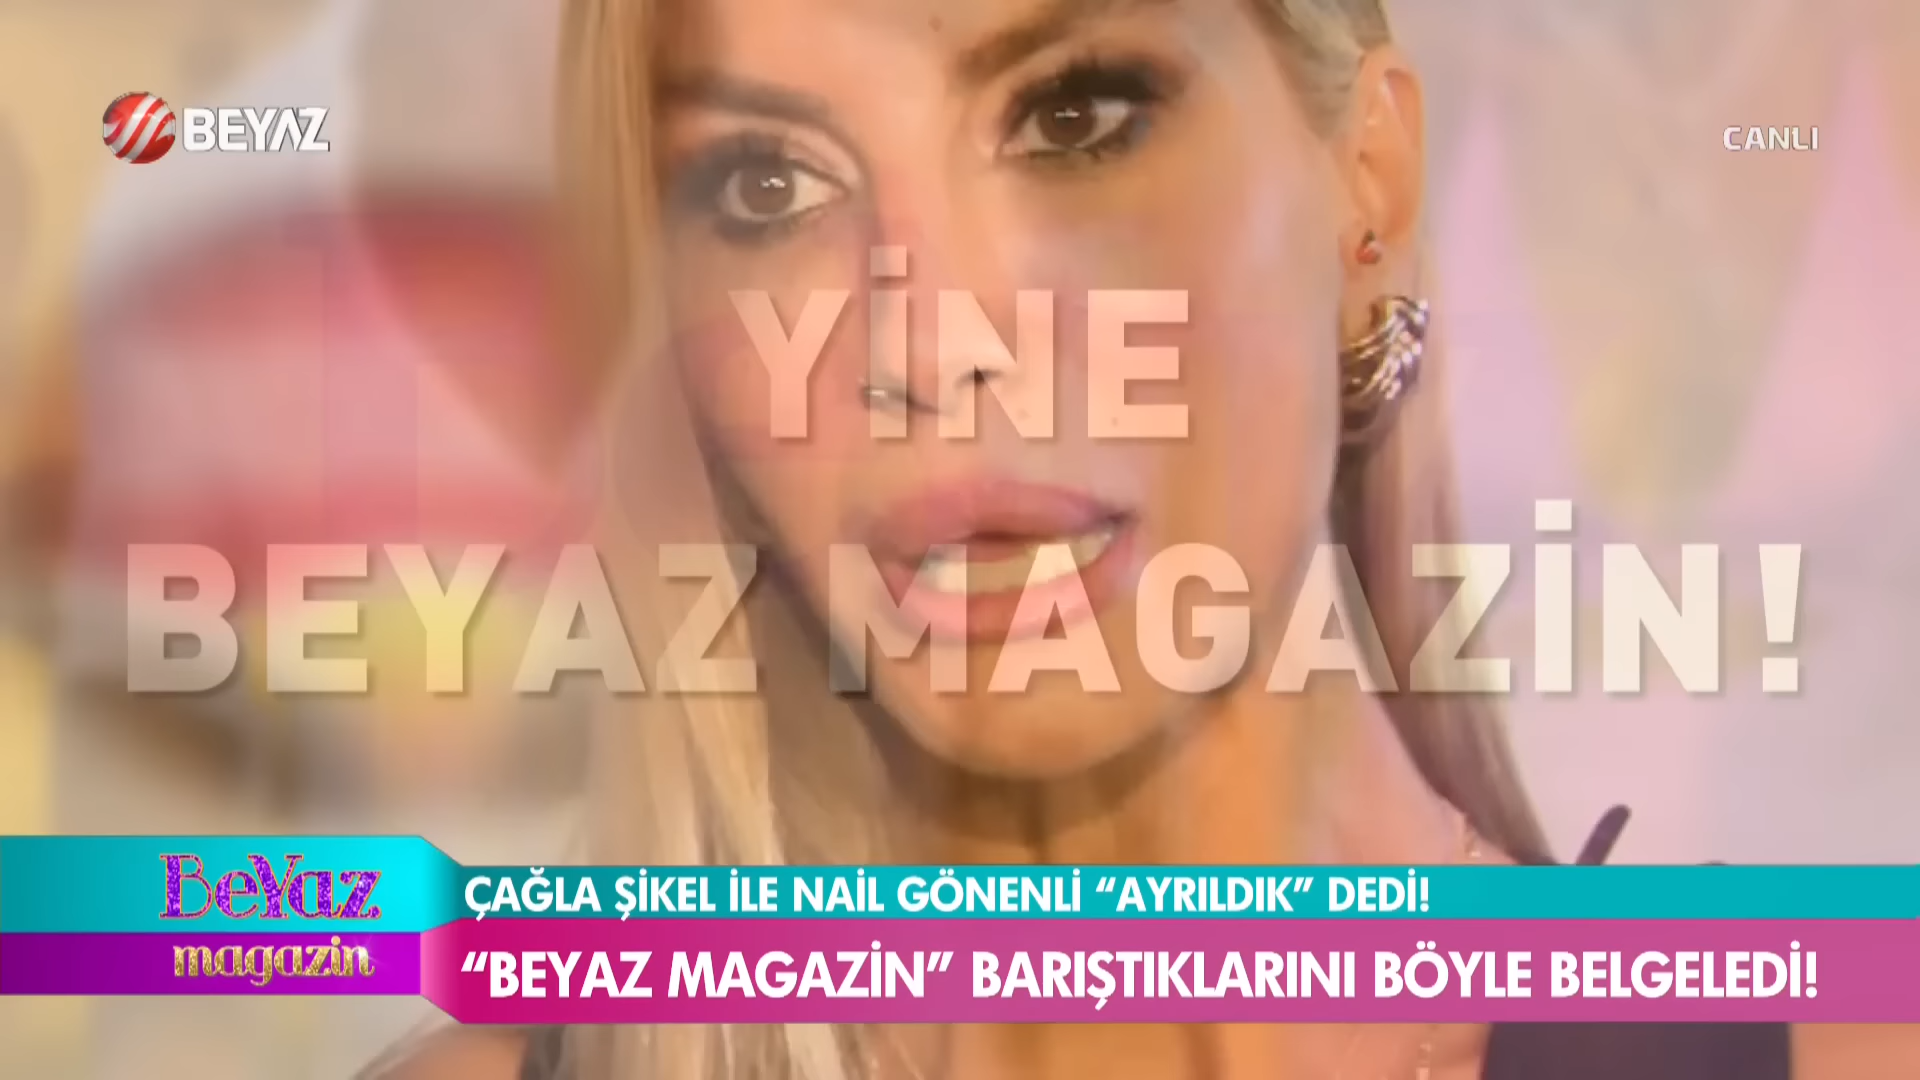 BEYAZ
CANLI
YİNE
BEYAZ MAGAZİN!
BeYaz
magazin
ÇAĞLA ŞİKEL İLE NAİL GÖNENLİ “AYRILDIK” DEDİ!
“BEYAZ MAGAZİN” BARIŞTIKLARINI BÖYLE BELGELEDİ!